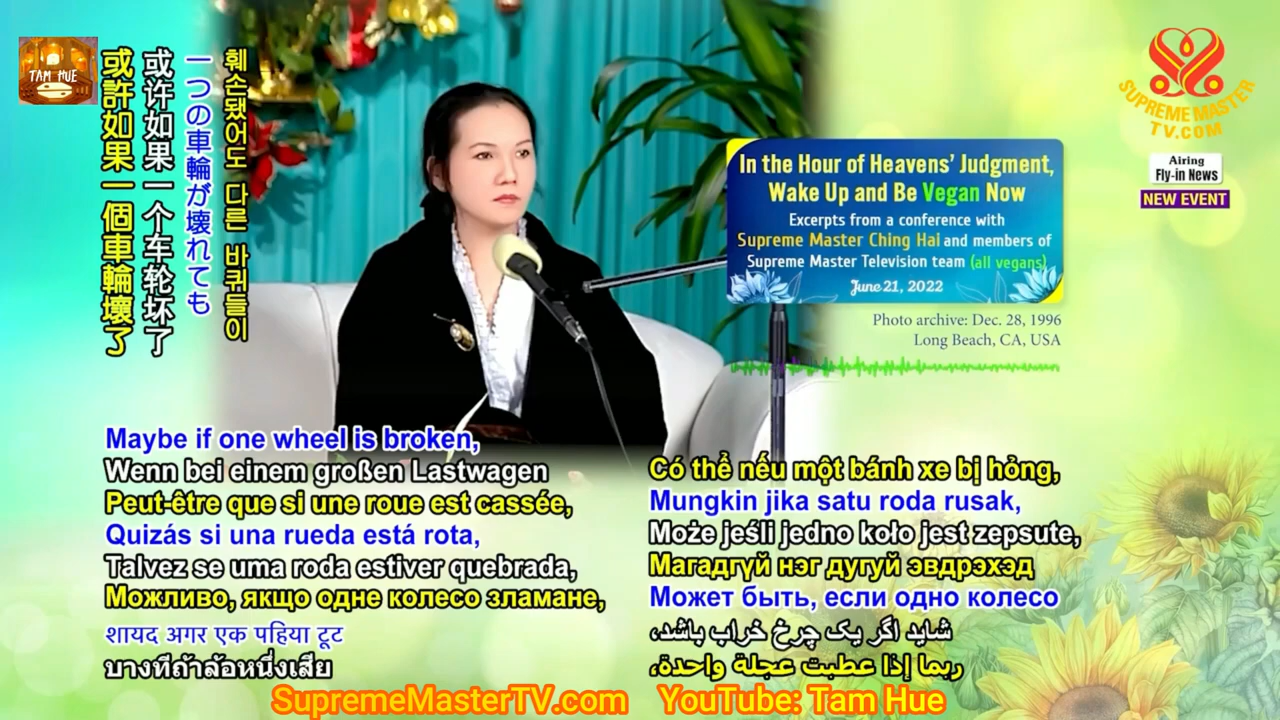 TAM HUE
或許如果一個車輪壞了
或许如果一个车轮坏了
一つの車輪が壊れても
훼손됐어도 다른 바퀴들이
SUPREME MASTER
TV.COM
Airing
Fly-in News
NEW EVENT
In the Hour of Heavens’ Judgment,
Wake Up and Be Vegan Now
Excerpts from a conference with
Supreme Master Ching Hai and members of
Supreme Master Television team (all vegans)
June 21, 2022
Photo archive: Dec. 28, 1996
Long Beach, CA, USA
Maybe if one wheel is broken,
Wenn bei einem großen Lastwagen
Peut-être que si une roue est cassée,
Quizás si una rueda está rota,
Talvez se uma roda estiver quebrada,
Можливо, якщо одне колесо зламане,
शायद अगर एक पहिया टूट
บางทีถ้าล้อหนึ่งเสีย
Có thể nếu một bánh xe bị hỏng,
Mungkin jika satu roda rusak,
Może jeśli jedno koło jest zepsute,
Магадгүй нэг дугуй эвдрэхэд
Может быть, если одно колесо
شاید اگر یک چرخ خراب باشد،
ربما إذا عطبت عجلة واحدة،
SupremeMasterTV.com YouTube: Tam Hue